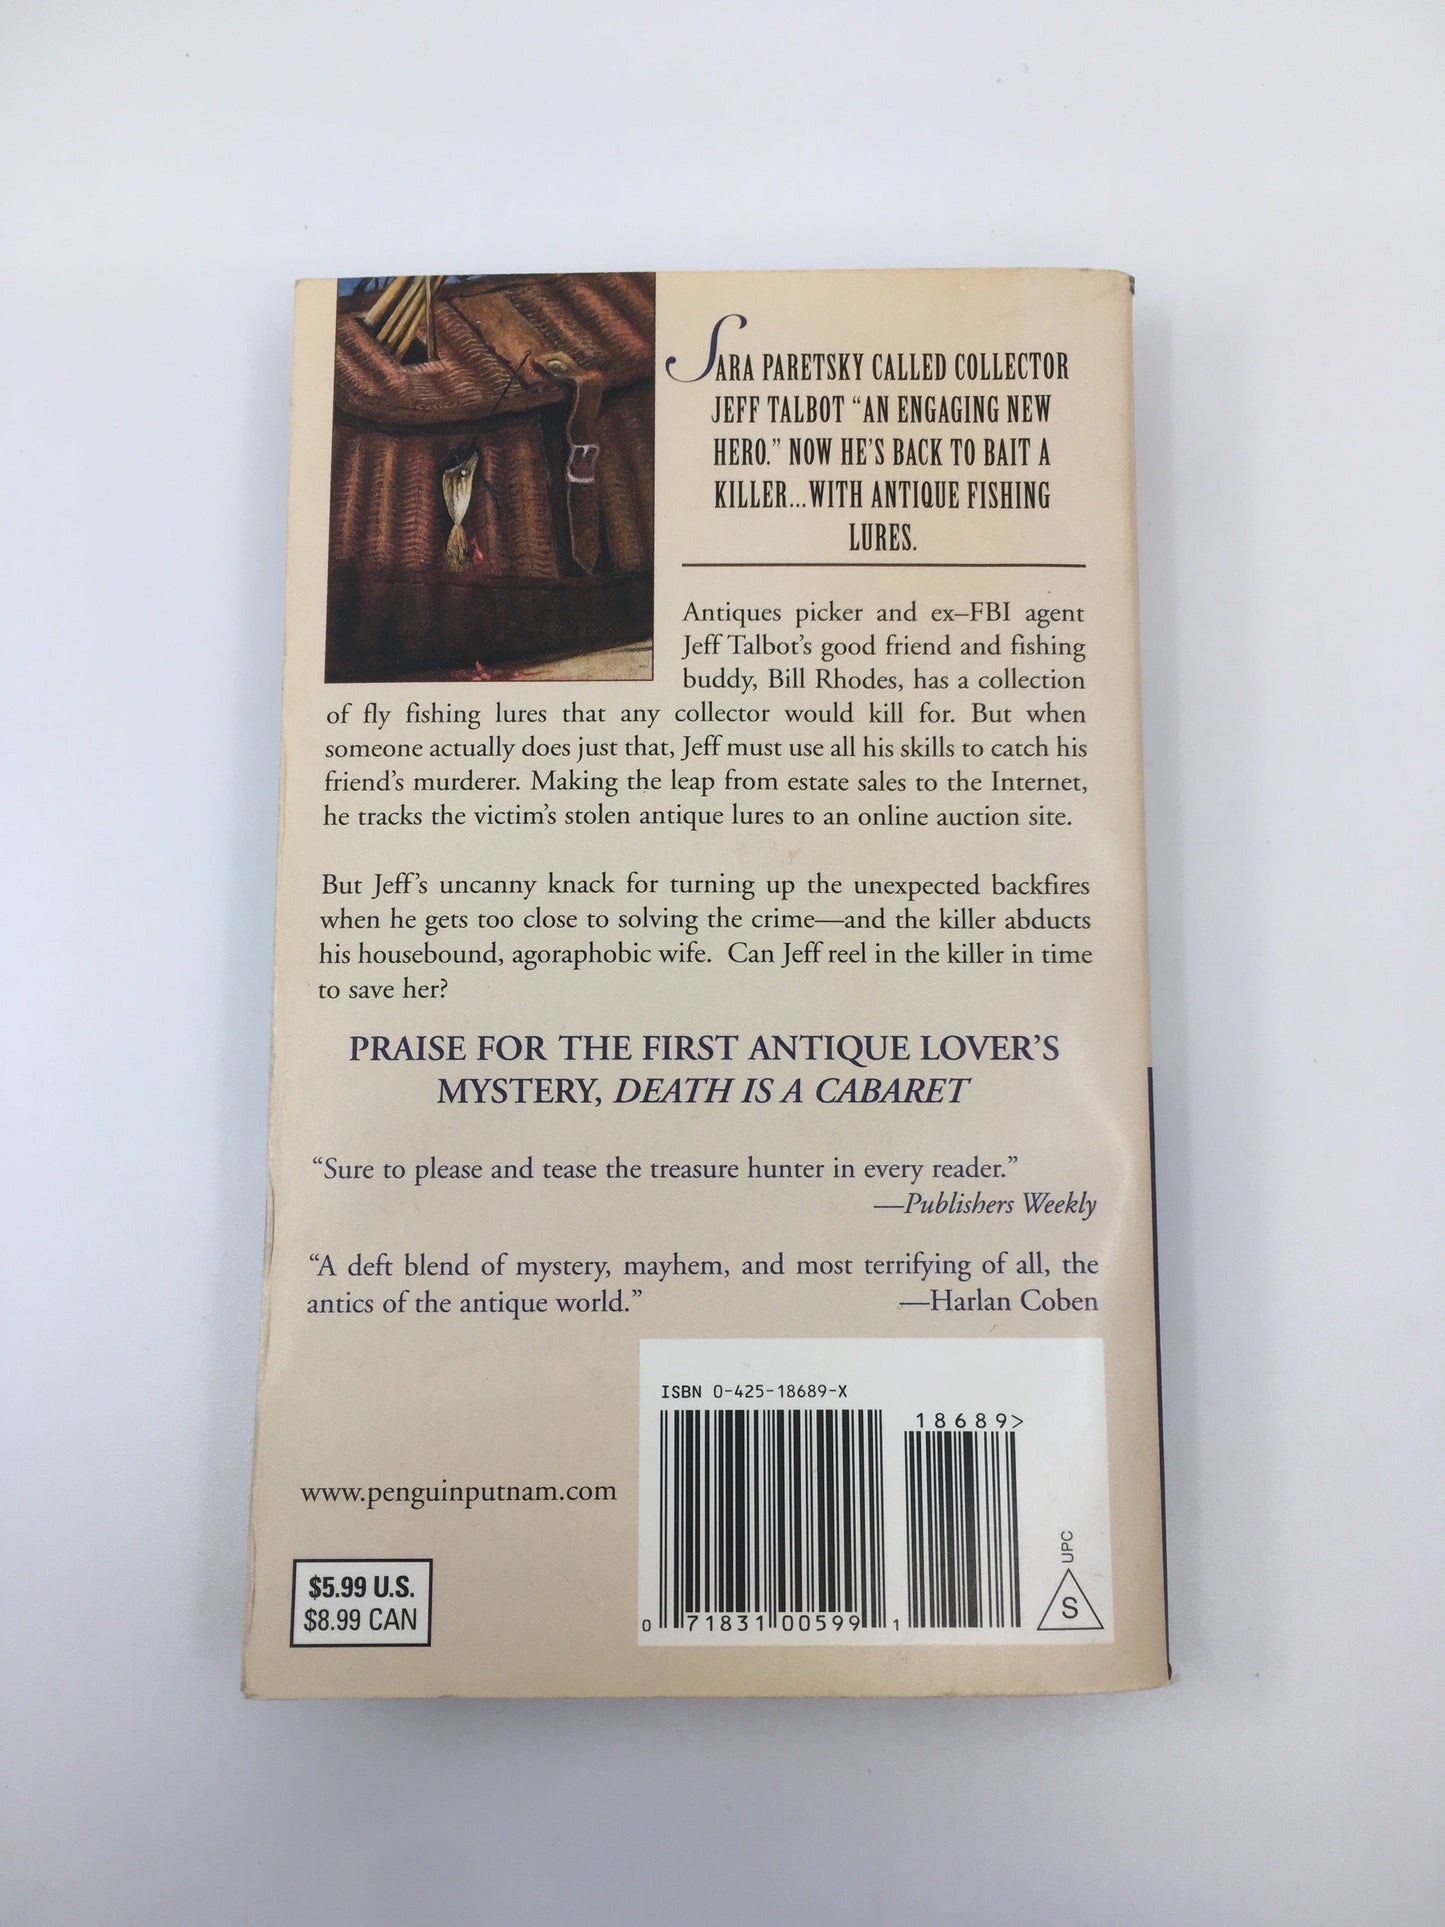 SARA PARETSKY CALLED COLLECTOR
JEFF TALBOT “AN ENGAGING NEW
HERO.” NOW HE’S BACK TO BAIT A
KILLER...WITH ANTIQUE FISHING
LURES.
Antiques picker and ex–FBI agent
Jeff Talbot’s good friend and fishing
buddy, Bill Rhodes, has a collection
of fly fishing lures that any collector would kill for. But when
someone actually does just that, Jeff must use all his skills to catch his
friend’s murderer. Making the leap from estate sales to the Internet,
he tracks the victim’s stolen antique lures to an online auction site.
But Jeff’s uncanny knack for turning up the unexpected backfires
when he gets too close to solving the crime—and the killer abducts
his housebound, agoraphobic wife. Can Jeff reel in the killer in time
to save her?
PRAISE FOR THE FIRST ANTIQUE LOVER’S
MYSTERY, DEATH IS A CABARET
“Sure to please and tease the treasure hunter in every reader.”
—Publishers Weekly
“A deft blend of mystery, mayhem, and most terrifying of all, the
antics of the antique world.” —Harlan Coben
ISBN 0-425-18689-X
18689>
www.penguinputnam.com
$5.99 U.S.
$8.99 CAN
0 71831 00599 1
UPC
S